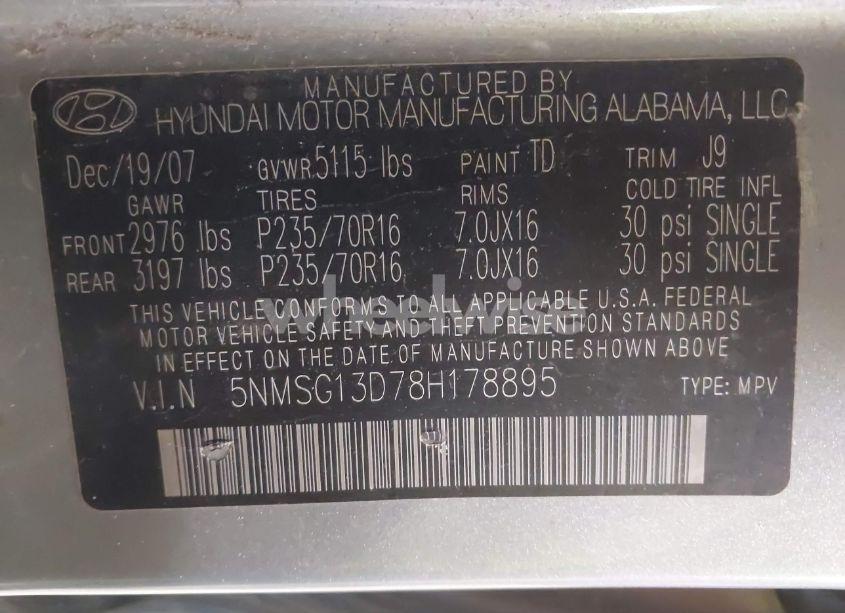 MANUFACTURED BY
HYUNDAI MOTOR MANUFACTURING ALABAMA, LLC
Dec/19/07 GVWR 5115 lbs PAINT TD TRIM J9
GAWR TIRES RIMS COLD TIRE INFL
FRONT 2976 lbs P235/70R16 7.0JX16 30 psi SINGLE
REAR 3197 lbs P235/70R16 7.0JX16 30 psi SINGLE
THIS VEHICLE CONFORMS TO ALL APPLICABLE U.S.A. FEDERAL
MOTOR VEHICLE SAFETY AND THEFT PREVENTION STANDARDS
IN EFFECT ON THE DATE OF MANUFACTURE SHOWN ABOVE
V.I.N 5NMSG13D78H178895 TYPE: MPV
wheelwise